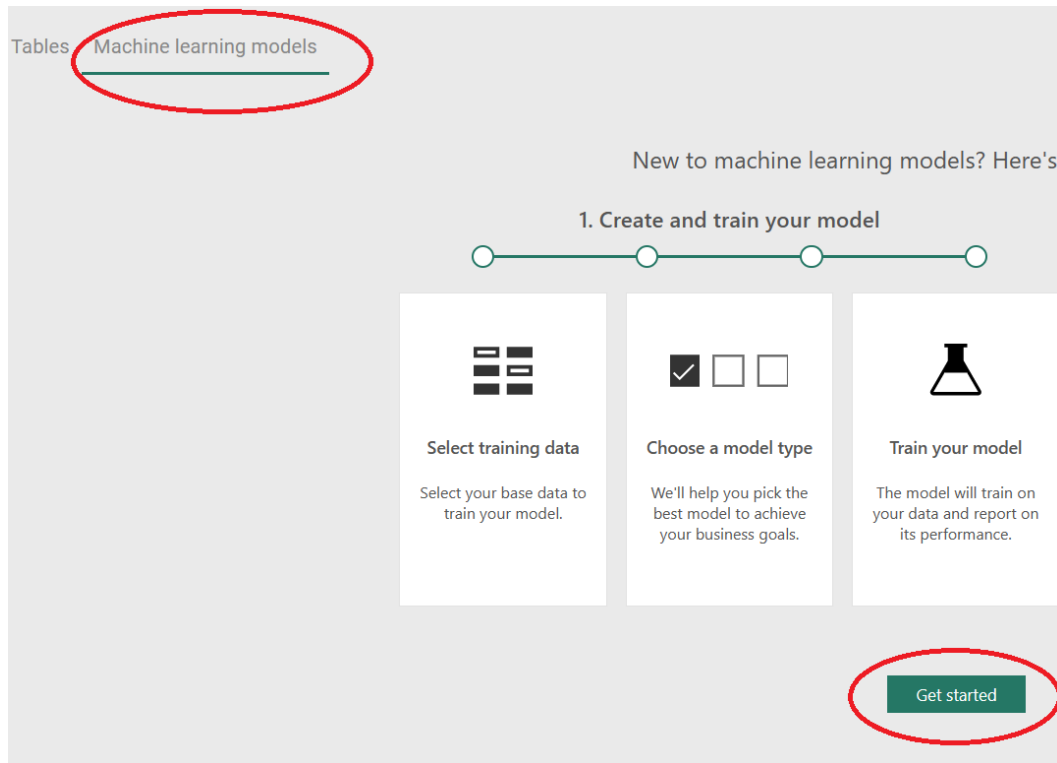 Tables Machine learning models
New to machine learning models? Here's
1. Create and train your model
Select training data
Select your base data to
train your model.
Choose a model type
We'll help you pick the
best model to achieve
your business goals.
Train your model
The model will train on
your data and report on
its performance.
Get started